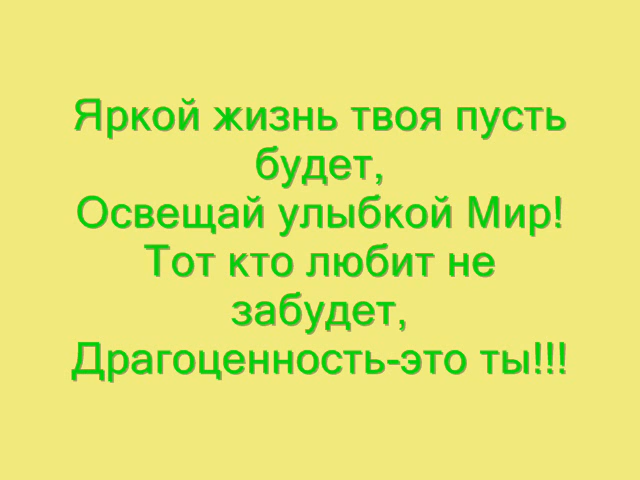 Яркой жизнь твоя пусть
будет,
Освещай улыбкой Мир!
Тот кто любит не
забудет,
Драгоценность-это ты!!!